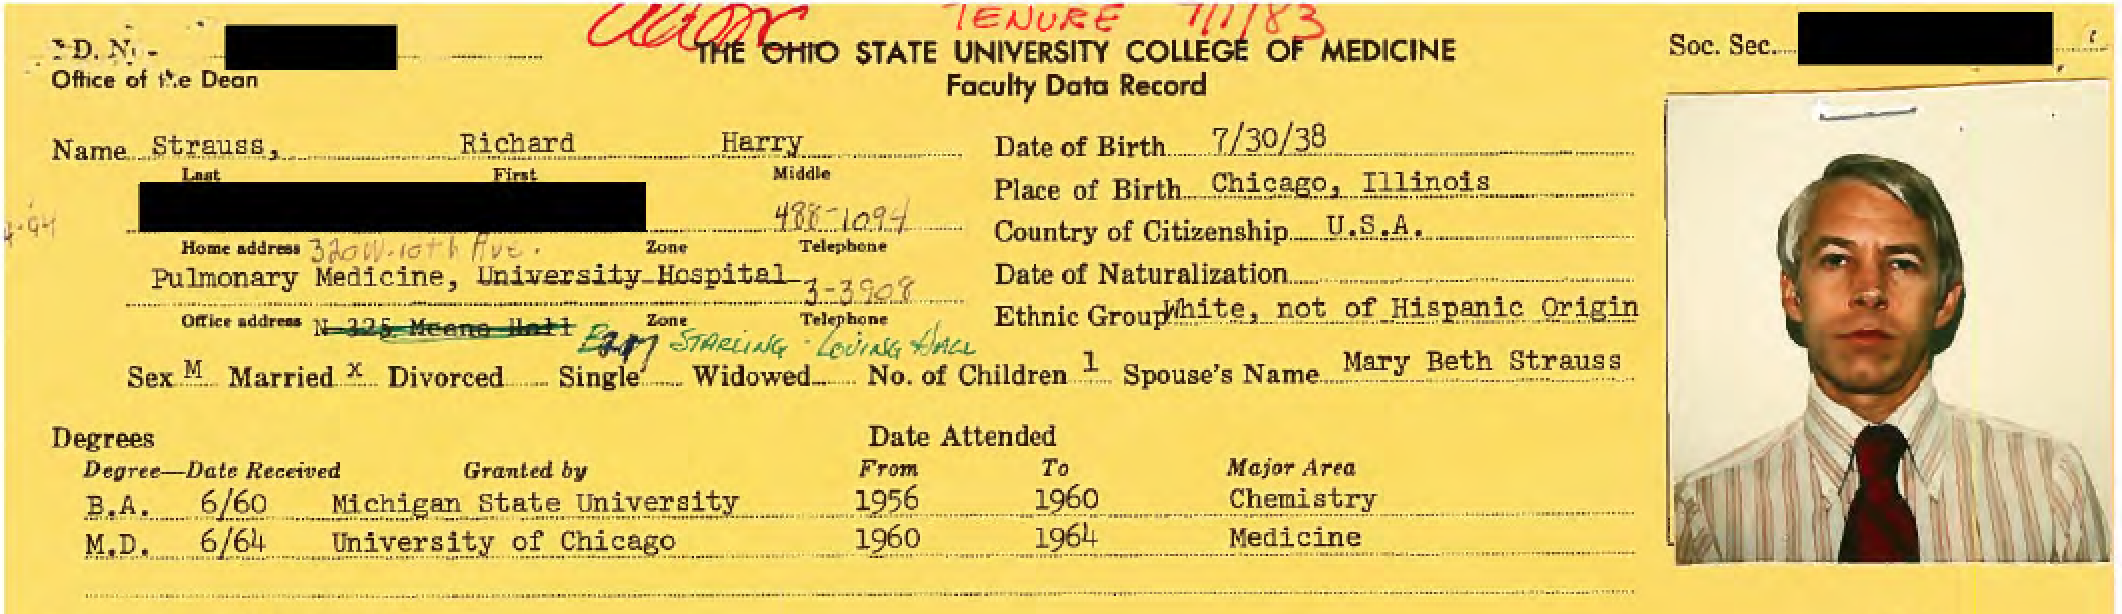 TENURE 7/1/83
THE OHIO STATE UNIVERSITY COLLEGE OF MEDICINE
Soc. Sec.
Office of the Dean
Faculty Data Record
Name Strauss, Richard Harry
Last First Middle
488-1094
Home address 320 W. 10th Ave. Zone Telephone
Pulmonary Medicine, University Hospital 3-3908
Office address N-325 Means Hall Zone Telephone
STARLING-LOVING HALL
Date of Birth 7/30/38
Place of Birth Chicago, Illinois
Country of Citizenship U.S.A.
Date of Naturalization
Ethnic Group White, not of Hispanic Origin
Sex M Married x Divorced Single Widowed No. of Children 1 Spouse's Name Mary Beth Strauss
Degrees Date Attended
Degree—Date Received Granted by From To Major Area
B.A. 6/60 Michigan State University 1956 1960 Chemistry
M.D. 6/64 University of Chicago 1960 1964 Medicine